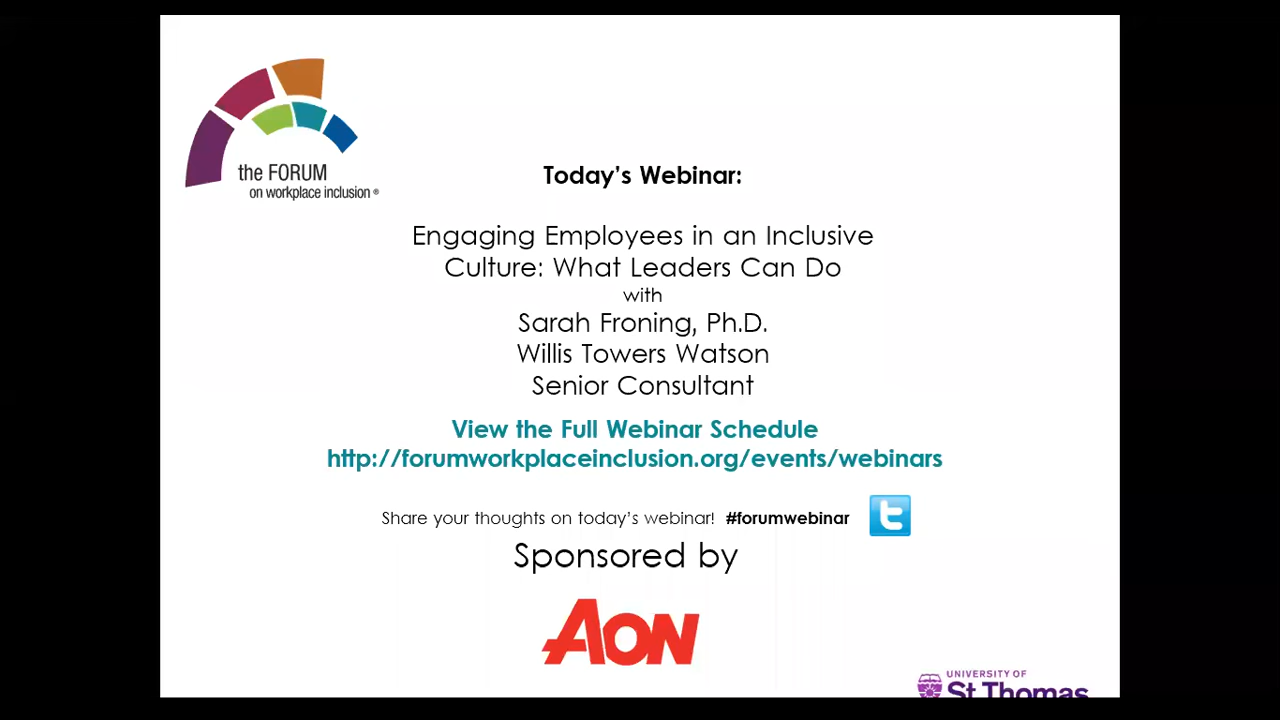 the FORUM
on workplace inclusion ®
Today's Webinar:
Engaging Employees in an Inclusive
Culture: What Leaders Can Do
with
Sarah Froning, Ph.D.
Willis Towers Watson
Senior Consultant
View the Full Webinar Schedule
http://forumworkplaceinclusion.org/events/webinars
Share your thoughts on today's webinar! #forumwebinar
Sponsored by
AON
UNIVERSITY OF
St Thomas